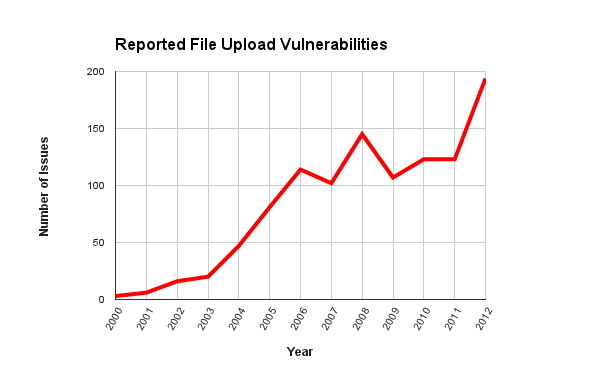 Reported File Upload Vulnerabilities
200
150
100
50
0
Number of Issues
2000 2001 2002 2003 2004 2005 2006 2007 2008 2009 2010 2011 2012
Year